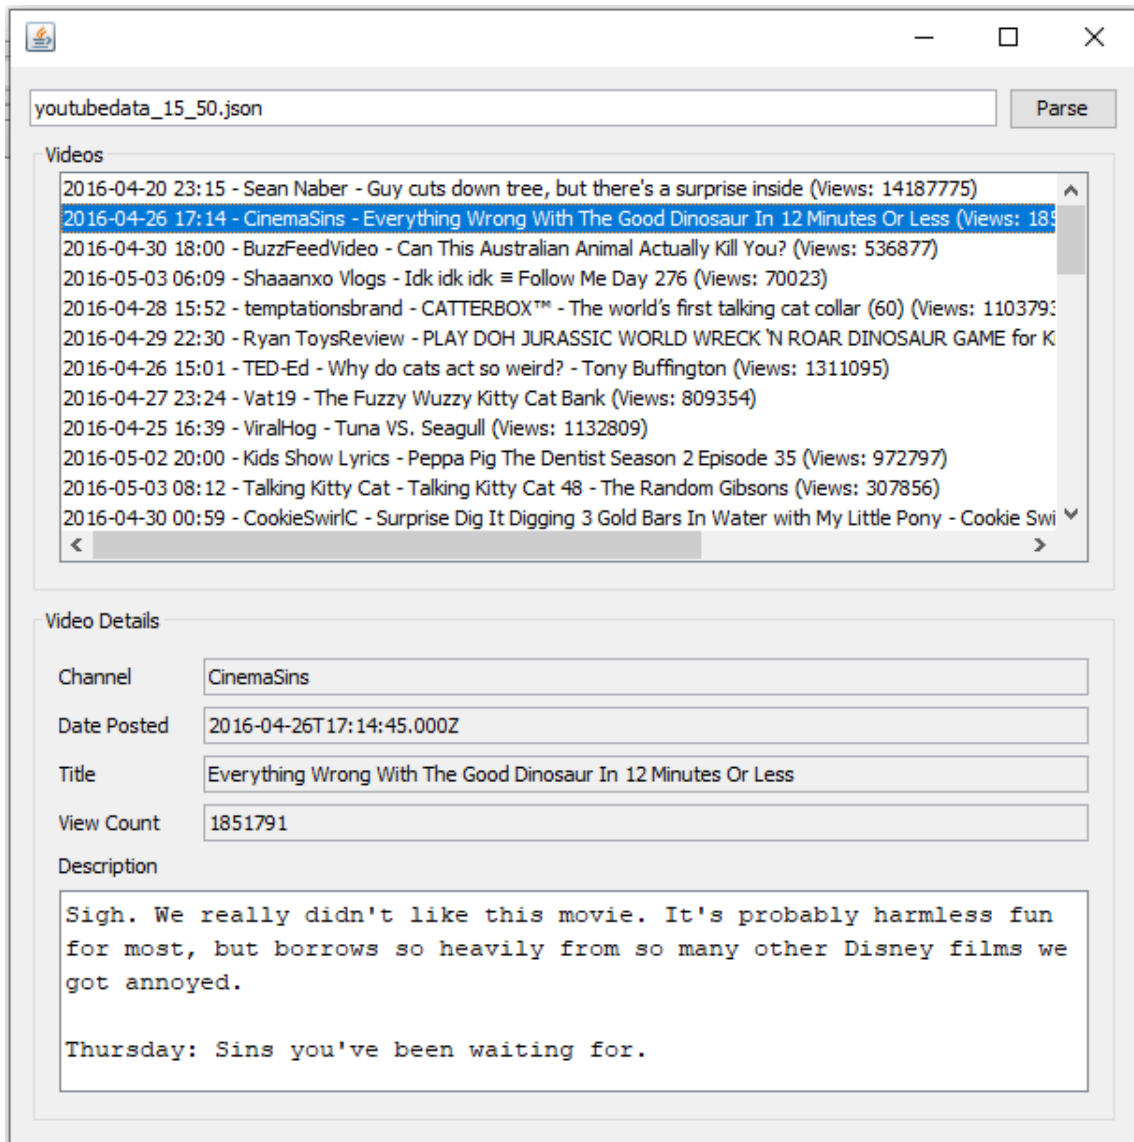 youtubedata_15_50.json
Parse
Videos
2016-04-20 23:15 - Sean Naber - Guy cuts down tree, but there's a surprise inside (Views: 14187775)
2016-04-26 17:14 - CinemaSins - Everything Wrong With The Good Dinosaur In 12 Minutes Or Less (Views: 185
2016-04-30 18:00 - BuzzFeedVideo - Can This Australian Animal Actually Kill You? (Views: 536877)
2016-05-03 06:09 - Shaaanxo Vlogs - Idk idk idk ≡ Follow Me Day 276 (Views: 70023)
2016-04-28 15:52 - temptationsbrand - CATTERBOX™ - The world’s first talking cat collar (60) (Views: 1103793
2016-04-29 22:30 - Ryan ToysReview - PLAY DOH JURASSIC WORLD WRECK 'N ROAR DINOSAUR GAME for Ki
2016-04-26 15:01 - TED-Ed - Why do cats act so weird? - Tony Buffington (Views: 1311095)
2016-04-27 23:24 - Vat19 - The Fuzzy Wuzzy Kitty Cat Bank (Views: 809354)
2016-04-25 16:39 - ViralHog - Tuna VS. Seagull (Views: 1132809)
2016-05-02 20:00 - Kids Show Lyrics - Peppa Pig The Dentist Season 2 Episode 35 (Views: 972797)
2016-05-03 08:12 - Talking Kitty Cat - Talking Kitty Cat 48 - The Random Gibsons (Views: 307856)
2016-04-30 00:59 - CookieSwirlC - Surprise Dig It Digging 3 Gold Bars In Water with My Little Pony - Cookie Swi
Video Details
Channel CinemaSins
Date Posted 2016-04-26T17:14:45.000Z
Title Everything Wrong With The Good Dinosaur In 12 Minutes Or Less
View Count 1851791
Description
Sigh. We really didn't like this movie. It's probably harmless fun
for most, but borrows so heavily from so many other Disney films we
got annoyed.
Thursday: Sins you've been waiting for.